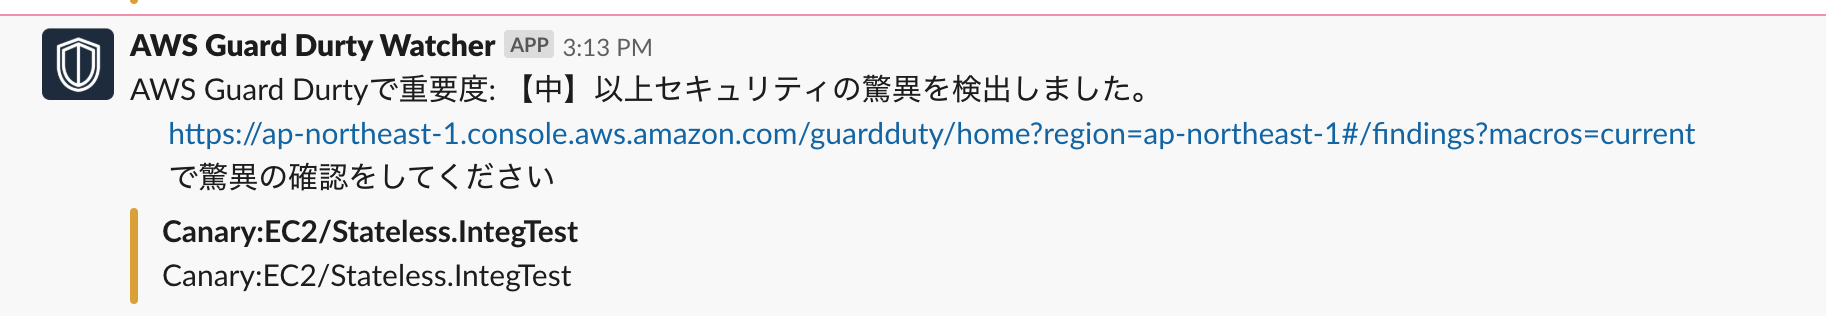 AWS Guard Durty Watcher APP 3:13 PM
AWS Guard Durtyで重要度: 【中】以上セキュリティの驚異を検出しました。
https://ap-northeast-1.console.aws.amazon.com/guardduty/home?region=ap-northeast-1#/findings?macros=current
で驚異の確認をしてください
Canary:EC2/Stateless.IntegTest
Canary:EC2/Stateless.IntegTest